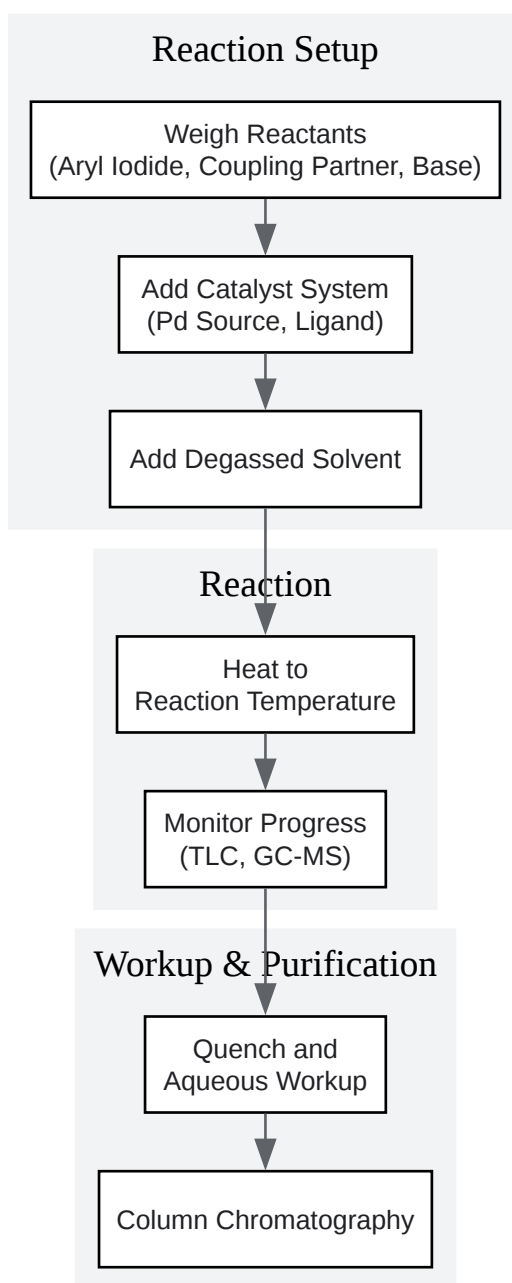 Reaction Setup
Weigh Reactants
(Aryl Iodide, Coupling Partner, Base)
Add Catalyst System
(Pd Source, Ligand)
Add Degassed Solvent
Reaction
Heat to
Reaction Temperature
Monitor Progress
(TLC, GC-MS)
Workup & Purification
Quench and
Aqueous Workup
Column Chromatography